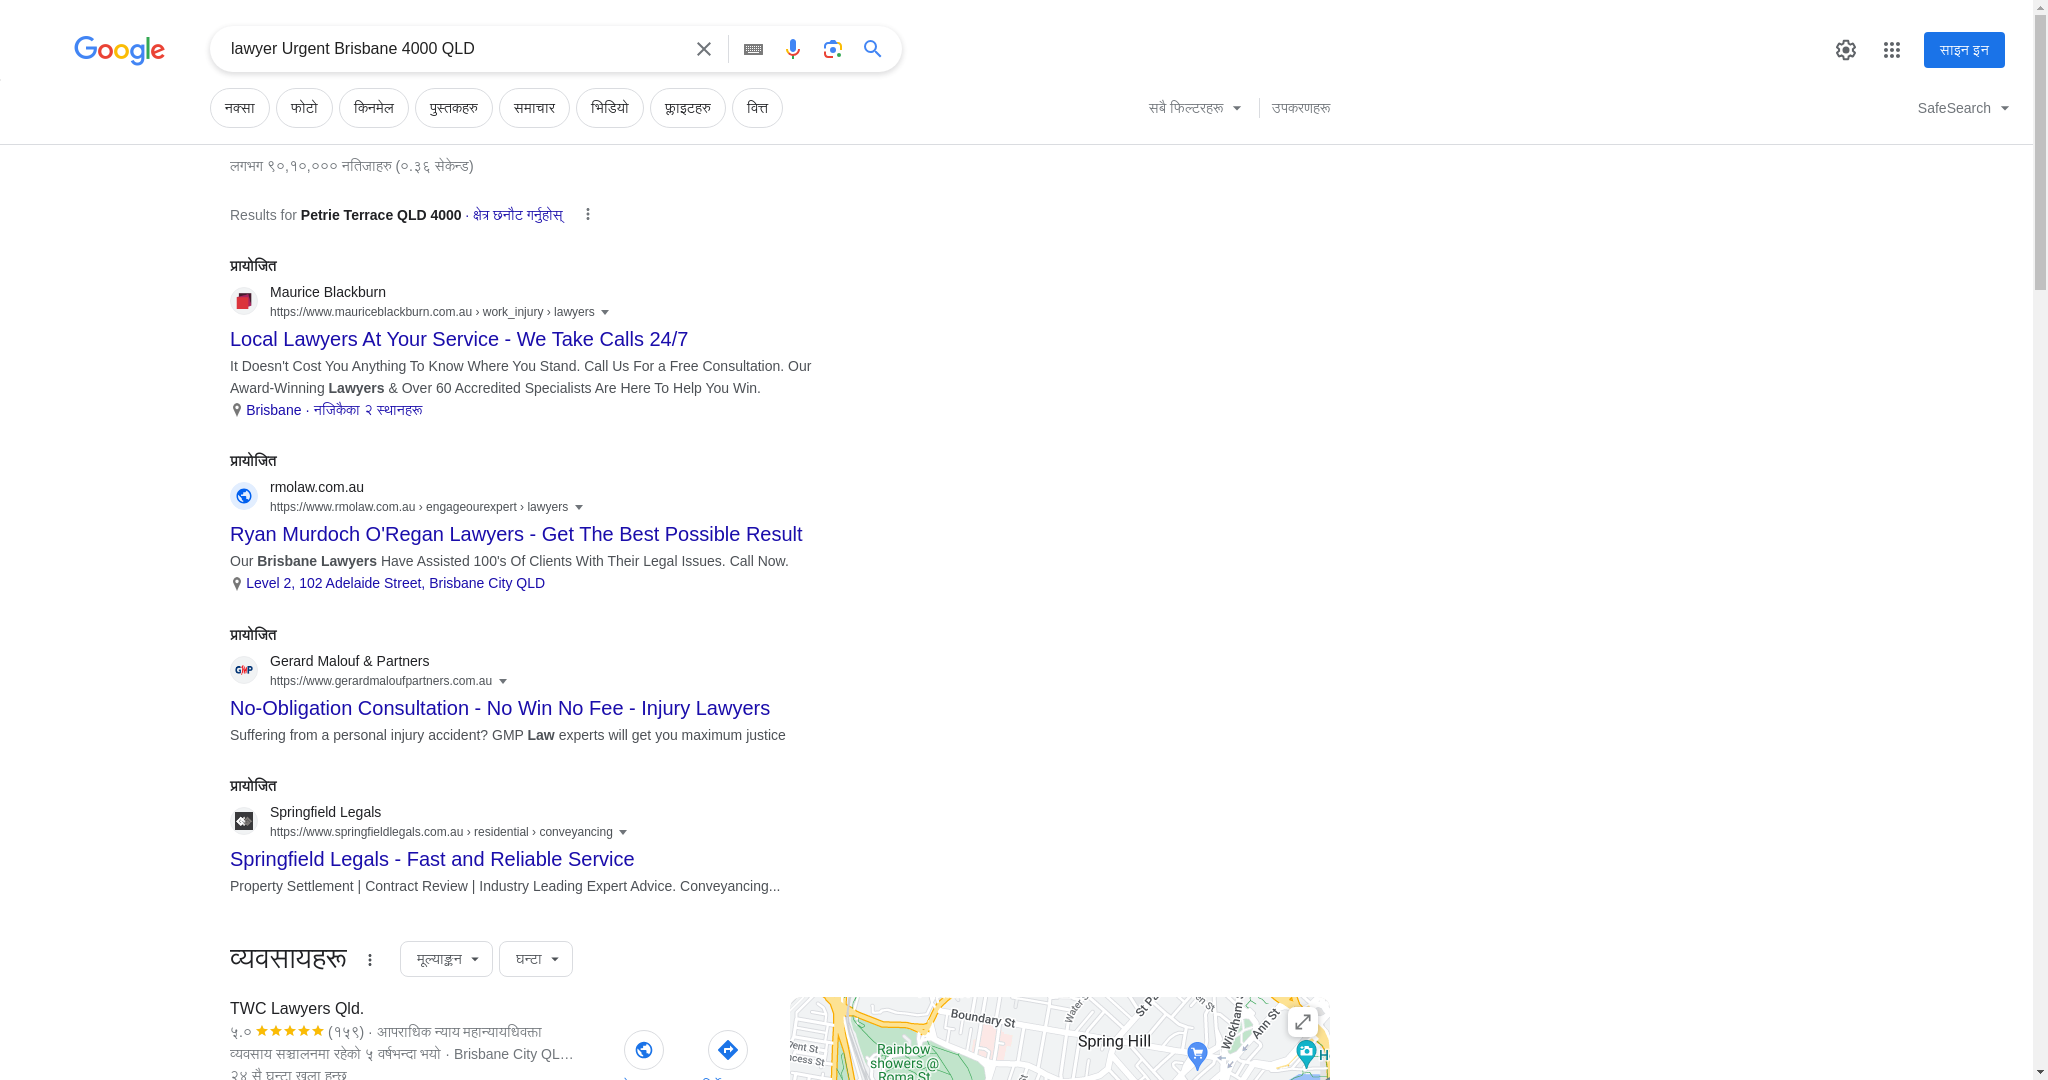 Google
lawyer Urgent Brisbane 4000 QLD
साइन इन
नक्सा
फोटो
किनमेल
पुस्तकहरु
समाचार
भिडियो
फ्लाइटहरु
वित्त
सबै फिल्टरहरू
उपकरणहरू
SafeSearch
लगभग ९०,१०,००० नतिजाहरु (०.३६ सेकेन्ड)
Results for Petrie Terrace QLD 4000 · क्षेत्र छनौट गर्नुहोस्
प्रायोजित
Maurice Blackburn
https://www.mauriceblackburn.com.au › work_injury › lawyers
Local Lawyers At Your Service - We Take Calls 24/7
It Doesn't Cost You Anything To Know Where You Stand. Call Us For a Free Consultation. Our
Award-Winning Lawyers & Over 60 Accredited Specialists Are Here To Help You Win.
Brisbane · नजिकैका २ स्थानहरू
प्रायोजित
rmolaw.com.au
https://www.rmolaw.com.au › engageourexpert › lawyers
Ryan Murdoch O'Regan Lawyers - Get The Best Possible Result
Our Brisbane Lawyers Have Assisted 100's Of Clients With Their Legal Issues. Call Now.
Level 2, 102 Adelaide Street, Brisbane City QLD
प्रायोजित
GMP
Gerard Malouf & Partners
https://www.gerardmaloufpartners.com.au
No-Obligation Consultation - No Win No Fee - Injury Lawyers
Suffering from a personal injury accident? GMP Law experts will get you maximum justice
प्रायोजित
Springfield Legals
https://www.springfieldlegals.com.au › residential › conveyancing
Springfield Legals - Fast and Reliable Service
Property Settlement | Contract Review | Industry Leading Expert Advice. Conveyancing...
व्यवसायहरू
मूल्याङ्कन
घन्टा
TWC Lawyers Qld.
५.० (१५९) · आपराधिक न्याय महान्यायधिवक्ता
व्यवसाय सञ्चालनमा रहेको ५ वर्षभन्दा भयो · Brisbane City QL…
२४ सै घन्टा खुला हुन्छ
Boundary St
Water
St Pa
Spring Hill
Wickham
Ann St
Rainbow
showers @
Roma St